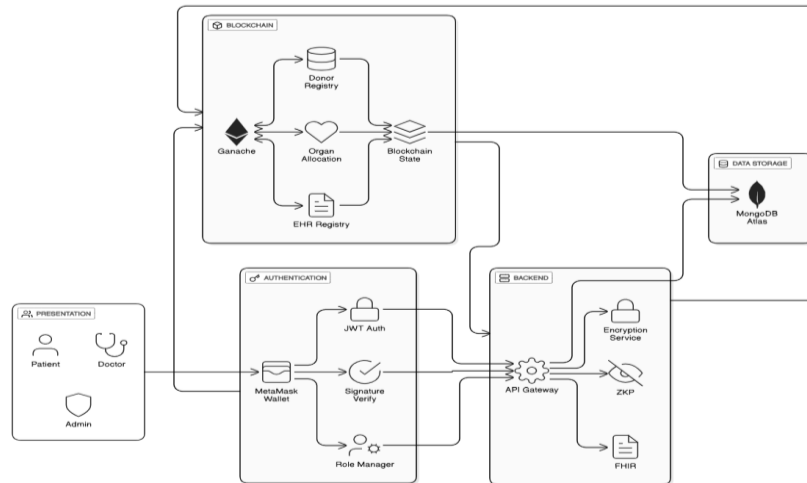 BLOCKCHAIN
Donor
Registry
Ganache
Organ
Allocation
Blockchain
State
EHR Registry
DATA STORAGE
MongoDB
Atlas
AUTHENTICATION
JWT Auth
MetaMask
Wallet
Signature
Verify
Role Manager
BACKEND
Encryption
Service
API Gateway
ZKP
FHIR
PRESENTATION
Patient
Doctor
Admin